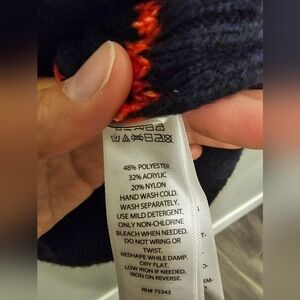 48% POLYESTER
32% ACRYLIC
20% NYLON
HAND WASH COLD.
WASH SEPARATELY.
USE MILD DETERGENT.
ONLY NON-CHLORINE
BLEACH WHEN NEEDED.
DO NOT WRING OR
TWIST.
RESHAPE WHILE DAMP.
DRY FLAT.
LOW IRON IF NEEDED.
IRON ON REVERSE.
RN# 75343